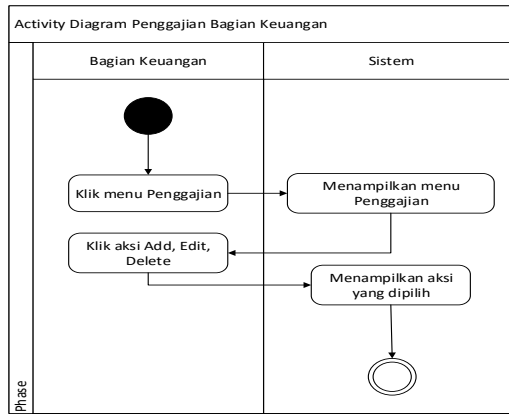 Activity Diagram Penggajian Bagian Keuangan
Bagian Keuangan
Sistem
Klik menu Penggajian
Menampilkan menu
Penggajian
Klik aksi Add, Edit,
Delete
Menampilkan aksi
yang dipilih
Phase